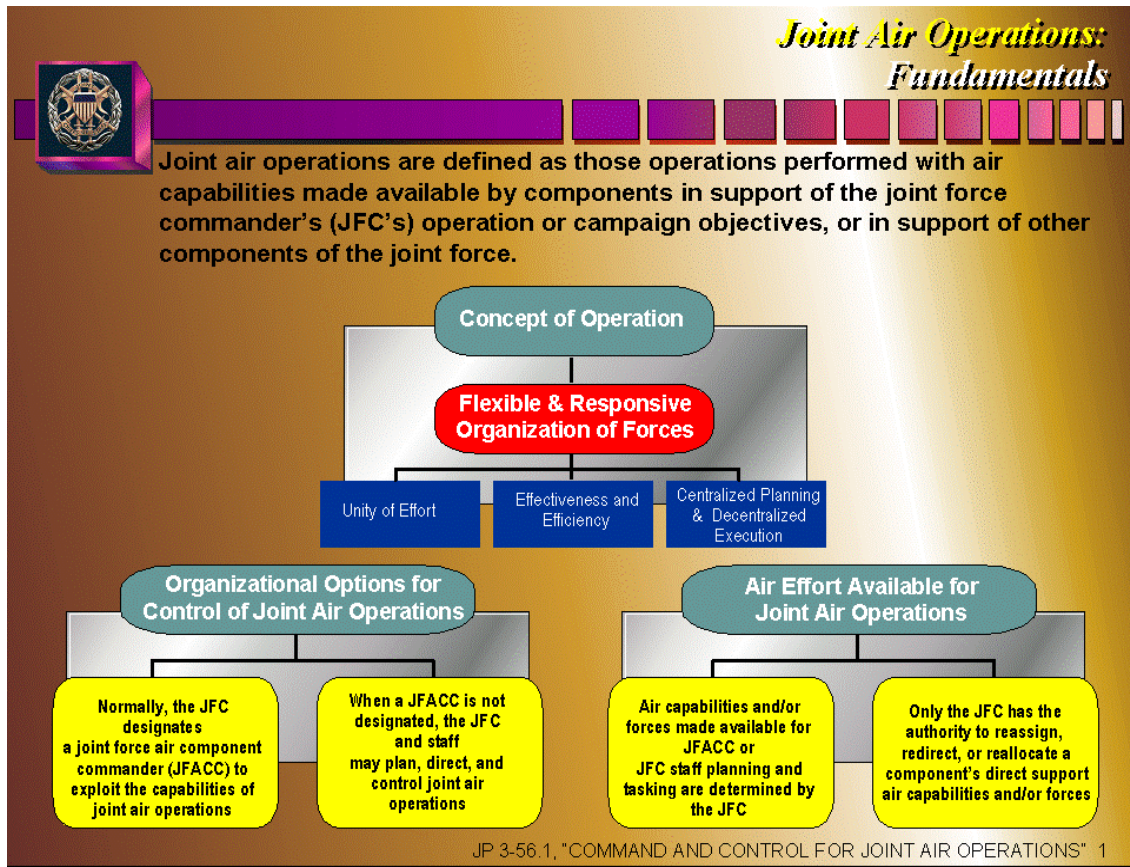 Joint Air Operations:
Fundamentals
Joint air operations are defined as those operations performed with air
capabilities made available by components in support of the joint force
commander's (JFC's) operation or campaign objectives, or in support of other
components of the joint force.
Concept of Operation
Flexible & Responsive
Organization of Forces
Unity of Effort
Effectiveness and
Efficiency
Centralized Planning
& Decentralized
Execution
Organizational Options for
Control of Joint Air Operations
Normally, the JFC
designates
a joint force air component
commander (JFACC) to
exploit the capabilities of
joint air operations
When a JFACC is not
designated, the JFC
and staff
may plan, direct, and
control joint air
operations
Air Effort Available for
Joint Air Operations
Air capabilities and/or
forces made available for
JFACC or
JFC staff planning and
tasking are determined by
the JFC
Only the JFC has the
authority to reassign,
redirect, or reallocate a
component's direct support
air capabilities and/or forces
JP 3-56.1, "COMMAND AND CONTROL FOR JOINT AIR OPERATIONS" 1